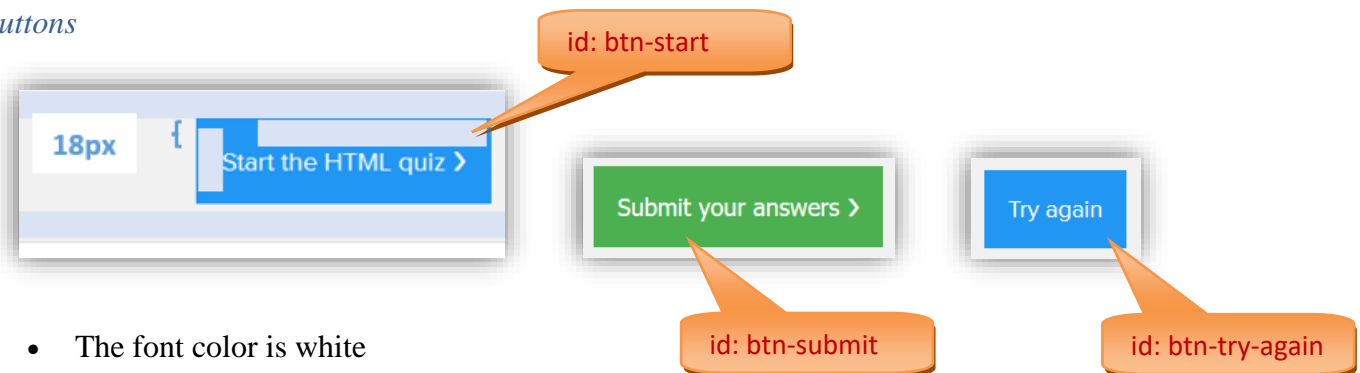 uttons
id: btn-start
18px {
Start the HTML quiz ❯
Submit your answers ❯
Try again
id: btn-submit
id: btn-try-again
• The font color is white